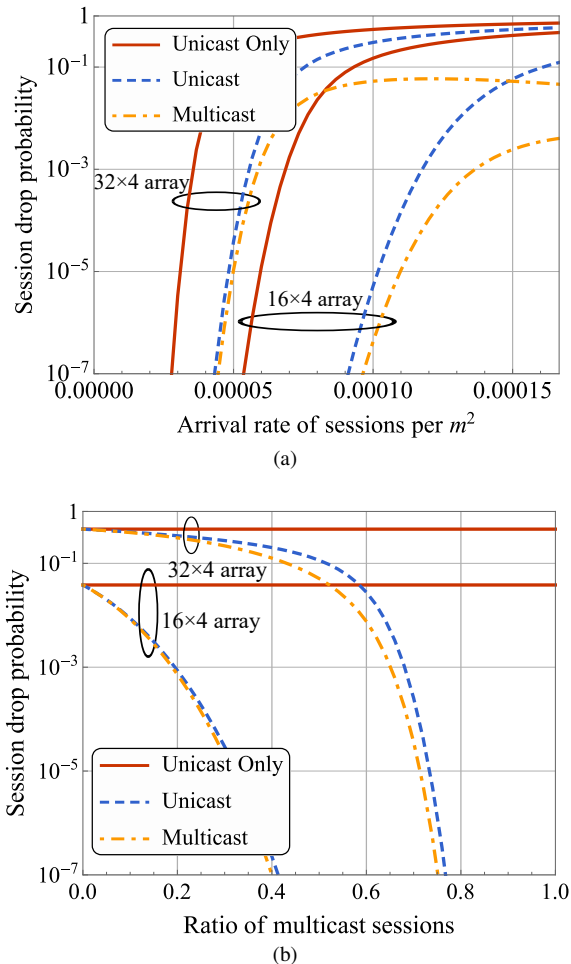 1
10⁻¹
10⁻³
10⁻⁵
10⁻⁷
Session drop probability
Unicast Only
Unicast
Multicast
32×4 array
16×4 array
0.00000
0.00005
0.00010
0.00015
Arrival rate of sessions per m²
(a)
1
10⁻¹
10⁻³
10⁻⁵
10⁻⁷
Session drop probability
32×4 array
16×4 array
Unicast Only
Unicast
Multicast
0.0
0.2
0.4
0.6
0.8
1.0
Ratio of multicast sessions
(b)